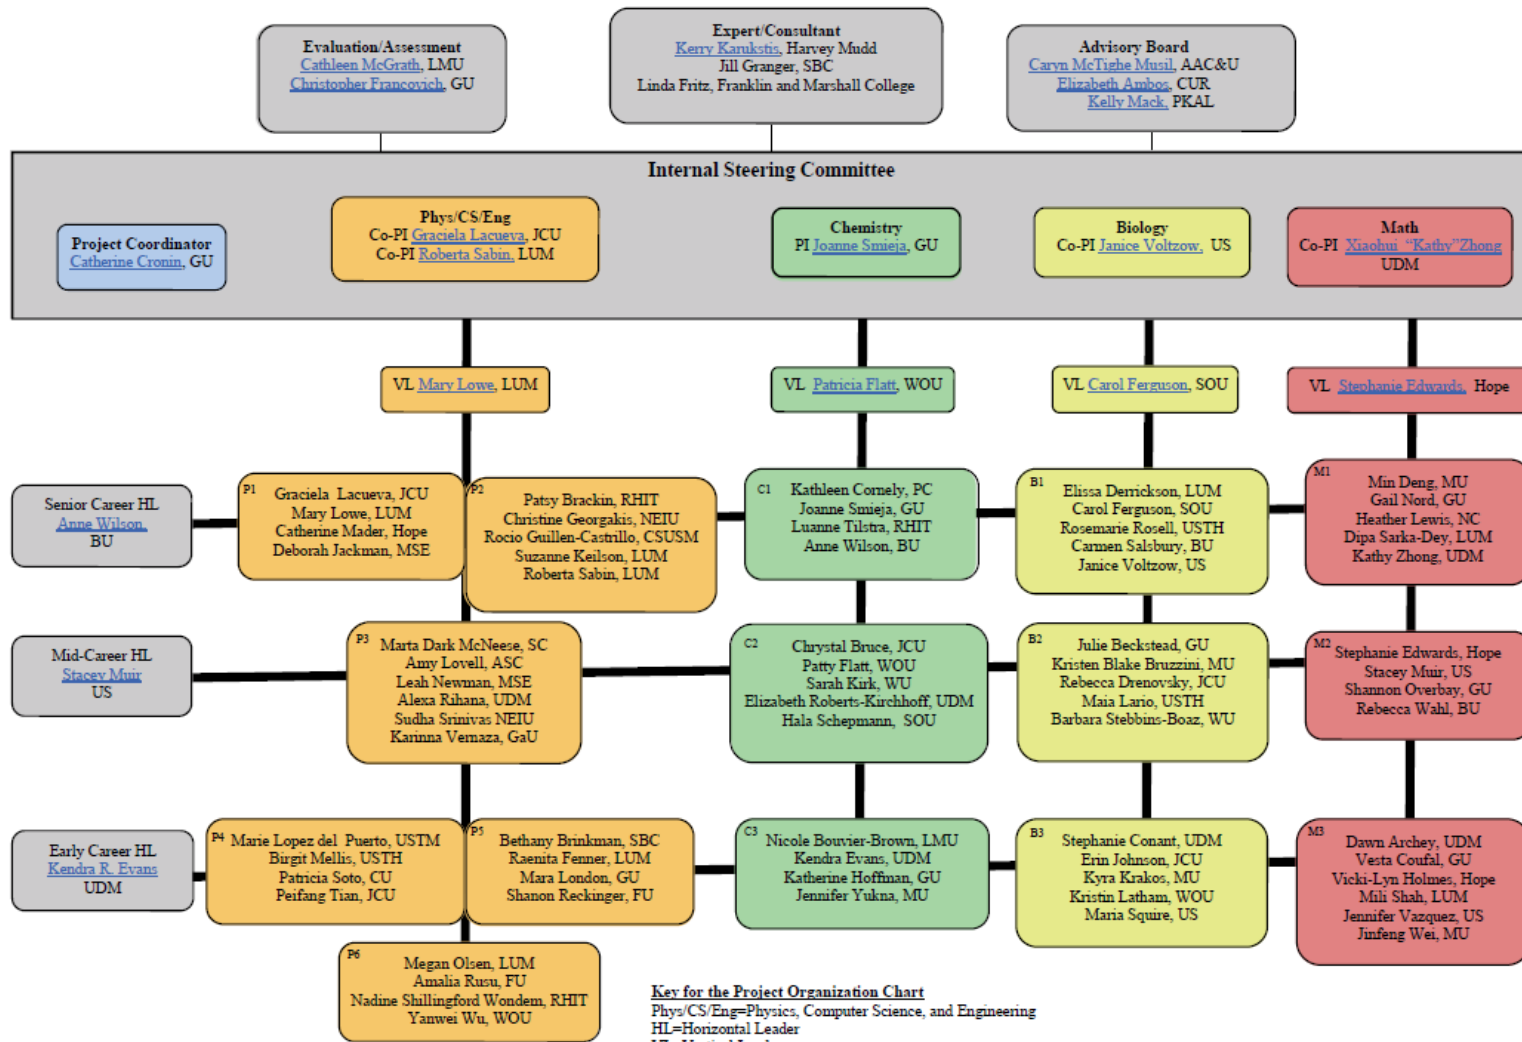 Evaluation/Assessment
Cathleen McGrath, LMU
Christopher Francovich, GU
Expert/Consultant
Kerry Karukstis, Harvey Mudd
Jill Granger, SBC
Linda Fritz, Franklin and Marshall College
Advisory Board
Caryn McTighe Musil, AAC&U
Elizabeth Ambos, CUR
Kelly Mack, PKAL
Internal Steering Committee
Project Coordinator
Catherine Cronin, GU
Phys/CS/Eng
Co-PI Graciela Lacueva, JCU
Co-PI Roberta Sabin, LUM
Chemistry
PI Joanne Smieja, GU
Biology
Co-PI Janice Voltzow, US
Math
Co-PI Xiaohui "Kathy"Zhong
UDM
VL Mary Lowe, LUM
VL Patricia Flatt, WOU
VL Carol Ferguson, SOU
VL Stephanie Edwards, Hope
Senior Career HL
Anne Wilson,
BU
P1
Graciela Lacueva, JCU
Mary Lowe, LUM
Catherine Mader, Hope
Deborah Jackman, MSE
P2
Patsy Brackin, RHIT
Christine Georgakis, NEIU
Rocio Guillen-Castrillo, CSUSM
Suzanne Keilson, LUM
Roberta Sabin, LUM
C1
Kathleen Cornely, PC
Joanne Smieja, GU
Luanne Tilstra, RHIT
Anne Wilson, BU
B1
Elissa Derrickson, LUM
Carol Ferguson, SOU
Rosemarie Rosell, USTH
Carmen Salsbury, BU
Janice Voltzow, US
M1
Min Deng, MU
Gail Nord, GU
Heather Lewis, NC
Dipa Sarka-Dey, LUM
Kathy Zhong, UDM
Mid-Career HL
Stacey Muir
US
P3
Marta Dark McNeese, SC
Amy Lovell, ASC
Leah Newman, MSE
Alexa Rihana, UDM
Sudha Srinivas NEIU
Karinna Vernaza, GaU
C2
Chrystal Bruce, JCU
Patty Flatt, WOU
Sarah Kirk, WU
Elizabeth Roberts-Kirchhoff, UDM
Hala Schepmann, SOU
B2
Julie Beckstead, GU
Kristen Blake Bruzzini, MU
Rebecca Drenovsky, JCU
Maia Lario, USTH
Barbara Stebbins-Boaz, WU
M2
Stephanie Edwards, Hope
Stacey Muir, US
Shannon Overbay, GU
Rebecca Wahl, BU
Early Career HL
Kendra R. Evans
UDM
P4
Marie Lopez del Puerto, USTM
Birgit Mellis, USTH
Patricia Soto, CU
Peifang Tian, JCU
P5
Bethany Brinkman, SBC
Raenita Fenner, LUM
Mara London, GU
Shanon Reckinger, FU
C3
Nicole Bouvier-Brown, LMU
Kendra Evans, UDM
Katherine Hoffman, GU
Jennifer Yukna, MU
B3
Stephanie Conant, UDM
Erin Johnson, JCU
Kyra Krakos, MU
Kristin Latham, WOU
Maria Squire, US
M3
Dawn Archey, UDM
Vesta Coufal, GU
Vicki-Lyn Holmes, Hope
Mili Shah, LUM
Jennifer Vazquez, US
Jinfeng Wei, MU
P6
Megan Olsen, LUM
Amalia Rusu, FU
Nadine Shillingford Wondem, RHIT
Yanwei Wu, WOU
Key for the Project Organization Chart
Phys/CS/Eng=Physics, Computer Science, and Engineering
HL=Horizontal Leader